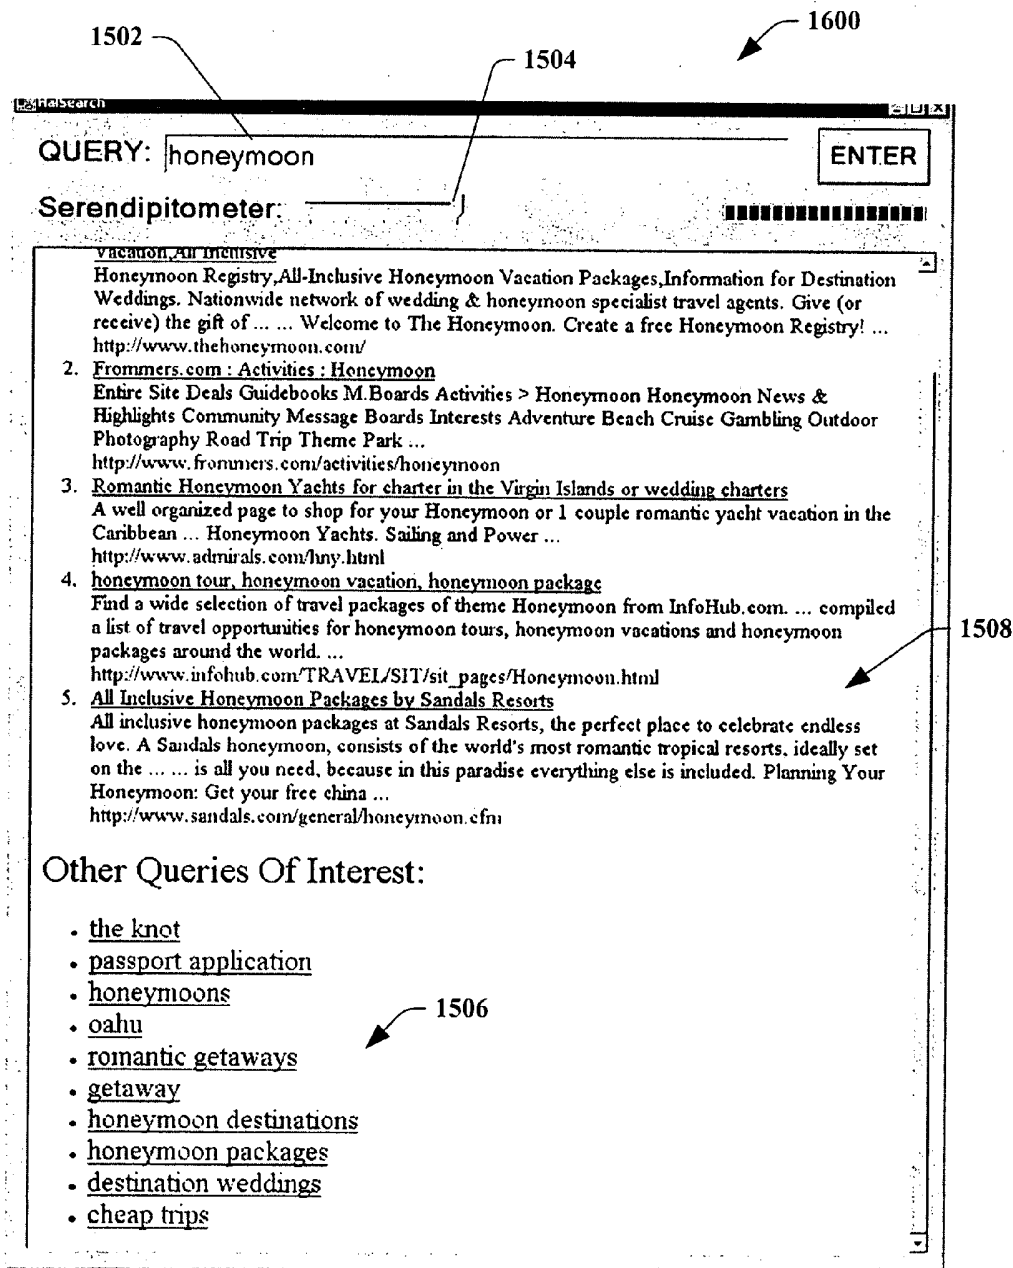 1600
1502
1504
HalSearch
QUERY: honeymoon
ENTER
Serendipitometer:
Vacation,All Inclusive
Honeymoon Registry,All-Inclusive Honeymoon Vacation Packages,Information for Destination
Weddings. Nationwide network of wedding & honeymoon specialist travel agents. Give (or
receive) the gift of ... ... Welcome to The Honeymoon. Create a free Honeymoon Registry! ...
http://www.thehoneymoon.com/
2. Frommers.com : Activities : Honeymoon
Entire Site Deals Guidebooks M.Boards Activities > Honeymoon Honeymoon News &
Highlights Community Message Boards Interests Adventure Beach Cruise Gambling Outdoor
Photography Road Trip Theme Park ...
http://www.frommers.com/activities/honeymoon
3. Romantic Honeymoon Yachts for charter in the Virgin Islands or wedding charters
A well organized page to shop for your Honeymoon or 1 couple romantic yacht vacation in the
Caribbean ... Honeymoon Yachts. Sailing and Power ...
http://www.admirals.com/hny.html
4. honeymoon tour, honeymoon vacation, honeymoon package
Find a wide selection of travel packages of theme Honeymoon from InfoHub.com. ... compiled
a list of travel opportunities for honeymoon tours, honeymoon vacations and honeymoon
packages around the world. ...
http://www.infohub.com/TRAVEL/SIT/sit_pages/Honeymoon.html
1508
5. All Inclusive Honeymoon Packages by Sandals Resorts
All inclusive honeymoon packages at Sandals Resorts, the perfect place to celebrate endless
love. A Sandals honeymoon, consists of the world's most romantic tropical resorts, ideally set
on the ... ... is all you need, because in this paradise everything else is included. Planning Your
Honeymoon: Get your free china ...
http://www.sandals.com/general/honeymoon.cfm
Other Queries Of Interest:
• the knot
• passport application
• honeymoons
1506
• oahu
• romantic getaways
• getaway
• honeymoon destinations
• honeymoon packages
• destination weddings
• cheap trips